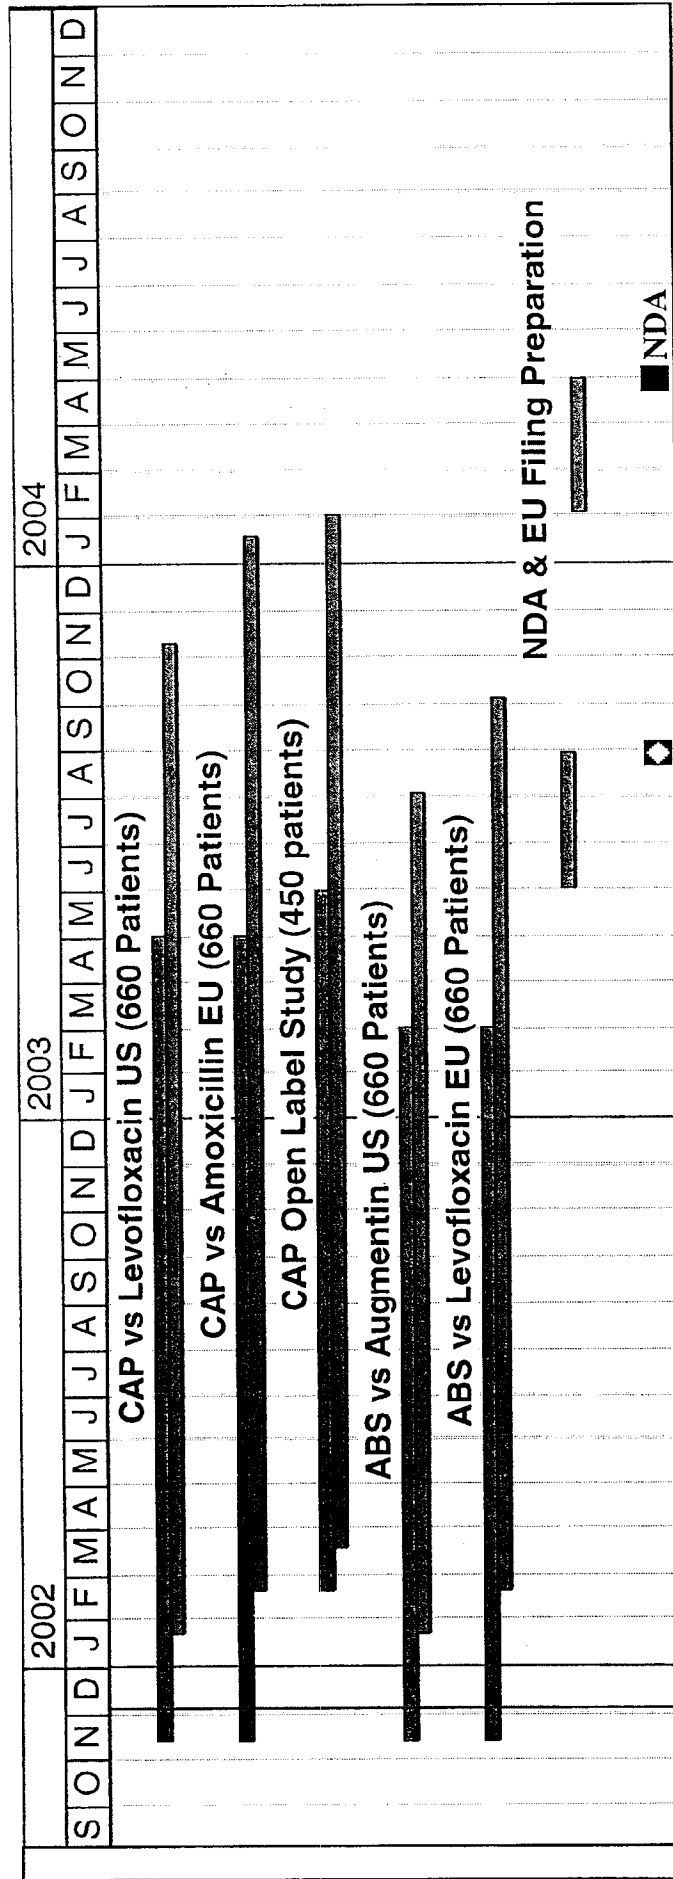 2002 2003 2004
S O N D J F M A M J J A S O N D J F M A M J J A S O N D J F M A M J J A S O N D
CAP vs Levofloxacin US (660 Patients)
CAP vs Amoxicillin EU (660 Patients)
CAP Open Label Study (450 patients)
ABS vs Augmentin US (660 Patients)
ABS vs Levofloxacin EU (660 Patients)
NDA & EU Filing Preparation
NDA